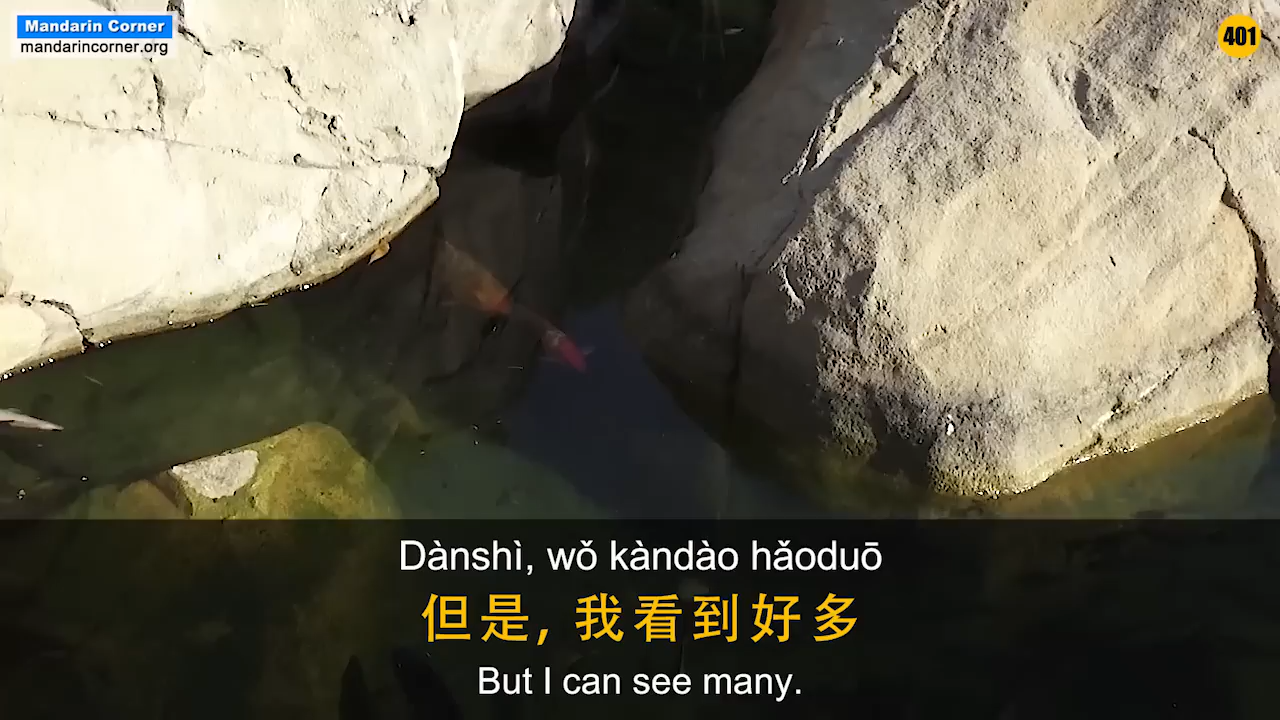 Mandarin Corner
mandarincorner.org
401
Dànshì, wǒ kàndào hǎoduō
但是, 我看到好多
But I can see many.